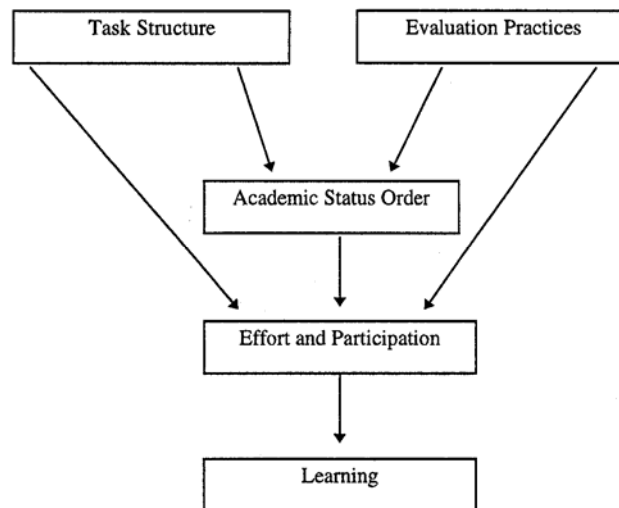 Task Structure
Evaluation Practices
Academic Status Order
Effort and Participation
Learning